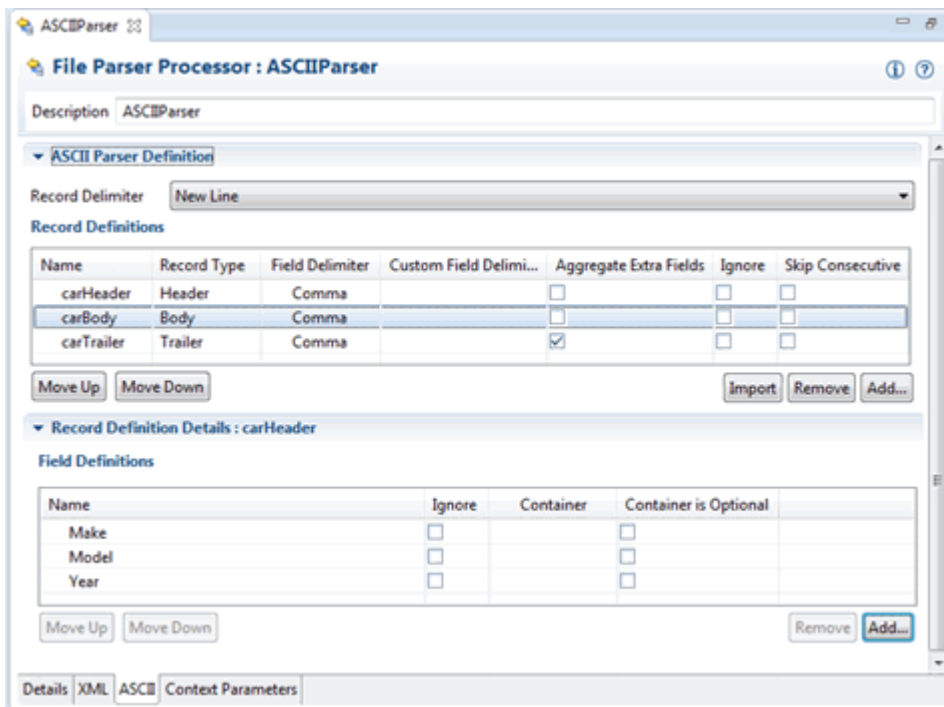 ASCIIParser
File Parser Processor : ASCIIParser
Description ASCIIParser
ASCII Parser Definition
Record Delimiter New Line
Record Definitions
Name Record Type Field Delimiter Custom Field Delimi... Aggregate Extra Fields Ignore Skip Consecutive
carHeader Header Comma
carBody Body Comma
carTrailer Trailer Comma
Move Up Move Down Import Remove Add...
Record Definition Details : carHeader
Field Definitions
Name Ignore Container Container is Optional
Make
Model
Year
Move Up Move Down Remove Add...
Details XML ASCII Context Parameters